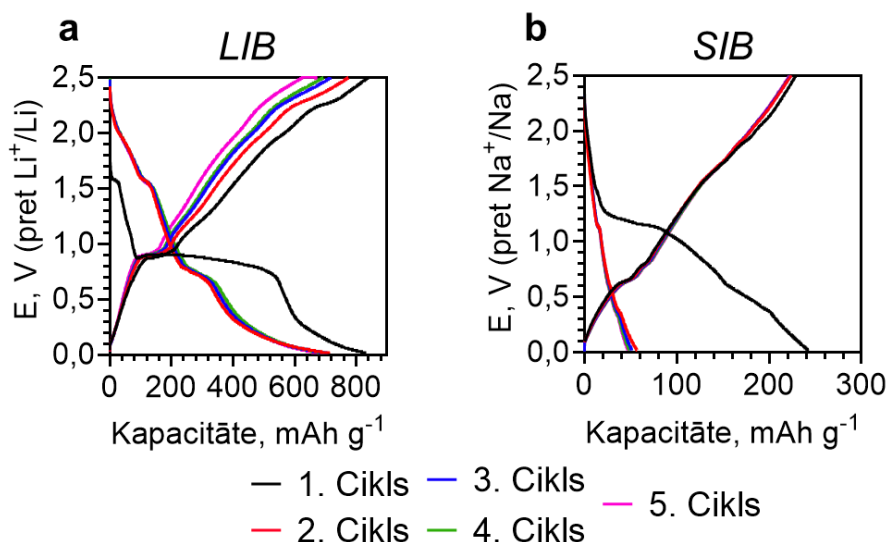 a
LIB
b
SIB
2,5
2,0
1,5
1,0
0,5
0,0
E, V (pret Li⁺/Li)
0 200 400 600 800
Kapacitāte, mAh g⁻¹
2,5
2,0
1,5
1,0
0,5
0,0
E, V (pret Na⁺/Na)
0 100 200 300
Kapacitāte, mAh g⁻¹
1. Cikls
3. Cikls
5. Cikls
2. Cikls
4. Cikls